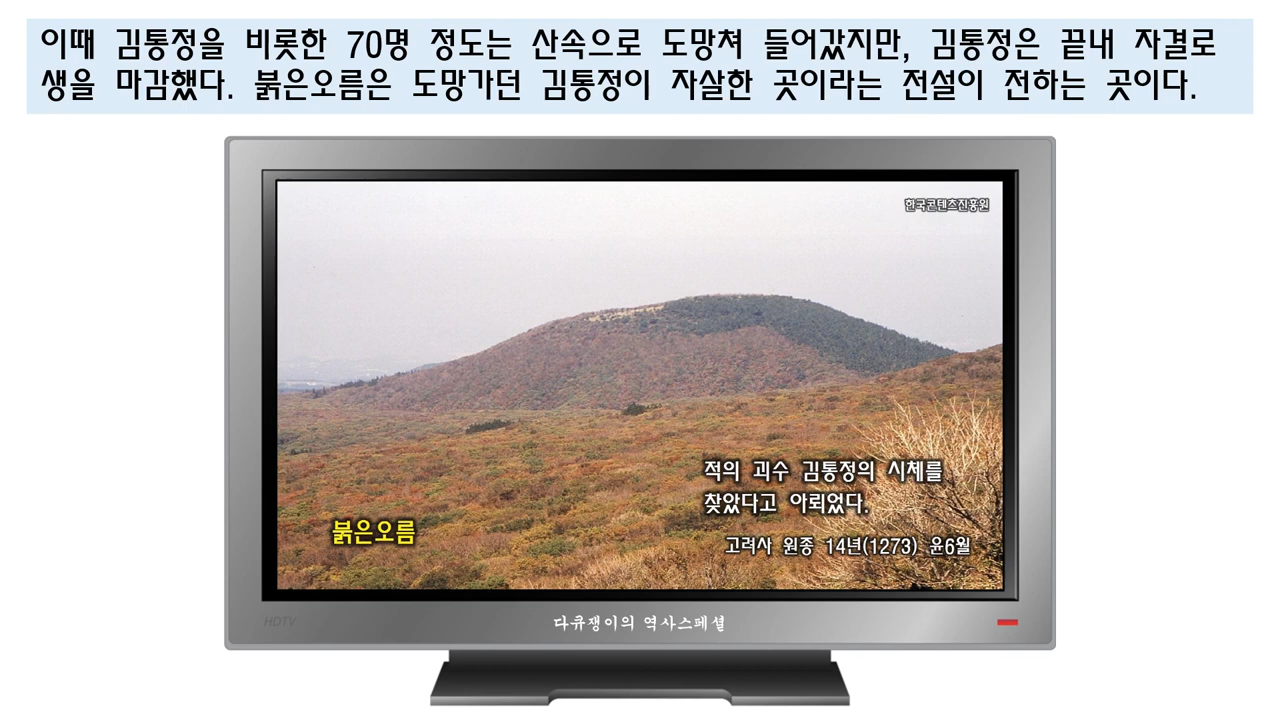 이때 김통정을 비롯한 70명 정도는 산속으로 도망쳐 들어갔지만, 김통정은 끝내 자결로
생을 마감했다. 붉은오름은 도망가던 김통정이 자살한 곳이라는 전설이 전하는 곳이다.
한국콘텐츠진흥원
적의 괴수 김통정의 시체를
찾았다고 아뢰었다.
붉은오름
고려사 원종 14년(1273) 윤6월
HDTV
다큐쟁이의 역사스페셜